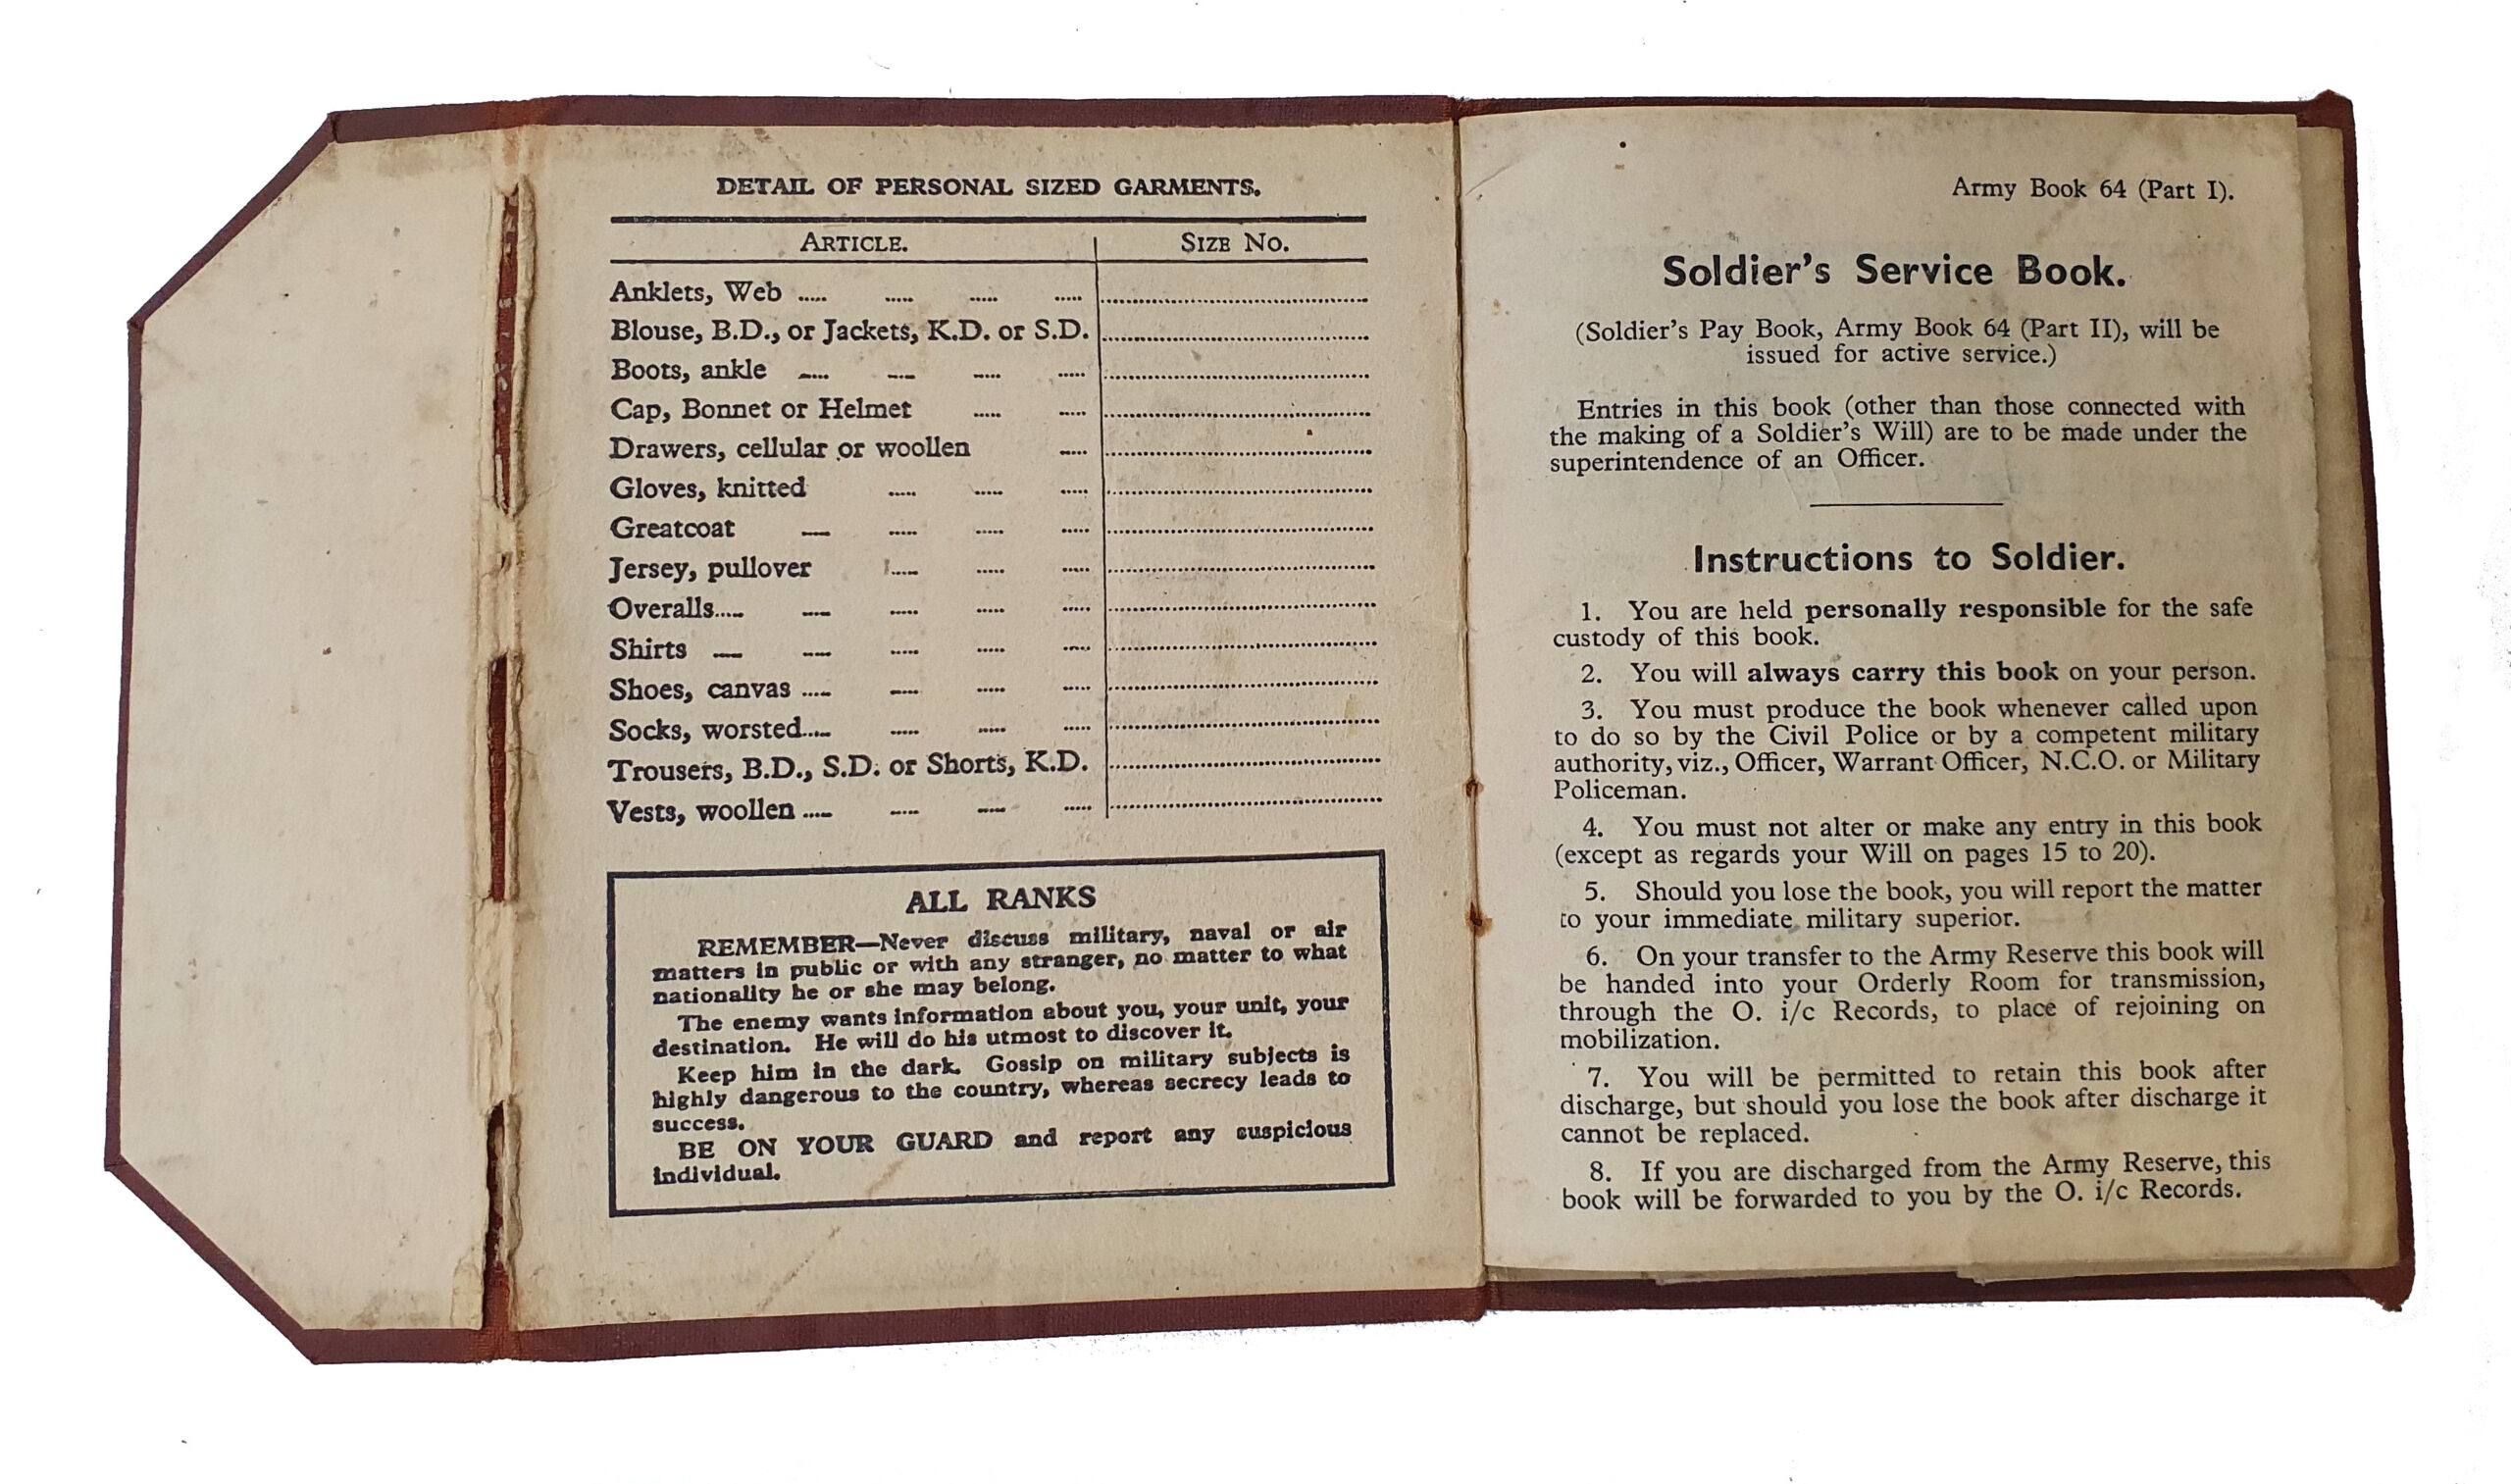 DETAIL OF PERSONAL SIZED GARMENTS.
ARTICLE. SIZE NO.
Anklets, Web ..... ..... ..... .....
Blouse, B.D., or Jackets, K.D. or S.D.
Boots, ankle ..... ..... ..... .....
Cap, Bonnet or Helmet ..... .....
Drawers, cellular or woollen .....
Gloves, knitted ..... ..... .....
Greatcoat ..... ..... ..... .....
Jersey, pullover ..... ..... .....
Overalls..... ..... ..... ..... .....
Shirts ..... ..... ..... ..... .....
Shoes, canvas ..... ..... ..... .....
Socks, worsted..... ..... ..... .....
Trousers, B.D., S.D. or Shorts, K.D.
Vests, woollen ..... ..... ..... .....
ALL RANKS
REMEMBER—Never discuss military, naval or air
matters in public or with any stranger, no matter to what
nationality he or she may belong.
The enemy wants information about you, your unit, your
destination. He will do his utmost to discover it.
Keep him in the dark. Gossip on military subjects is
highly dangerous to the country, whereas secrecy leads to
success.
BE ON YOUR GUARD and report any suspicious
individual.
Army Book 64 (Part I).
Soldier's Service Book.
(Soldier's Pay Book, Army Book 64 (Part II), will be
issued for active service.)
Entries in this book (other than those connected with
the making of a Soldier's Will) are to be made under the
superintendence of an Officer.
Instructions to Soldier.
1. You are held personally responsible for the safe
custody of this book.
2. You will always carry this book on your person.
3. You must produce the book whenever called upon
to do so by the Civil Police or by a competent military
authority, viz., Officer, Warrant Officer, N.C.O. or Military
Policeman.
4. You must not alter or make any entry in this book
(except as regards your Will on pages 15 to 20).
5. Should you lose the book, you will report the matter
to your immediate military superior.
6. On your transfer to the Army Reserve this book will
be handed into your Orderly Room for transmission,
through the O. i/c Records, to place of rejoining on
mobilization.
7. You will be permitted to retain this book after
discharge, but should you lose the book after discharge it
cannot be replaced.
8. If you are discharged from the Army Reserve, this
book will be forwarded to you by the O. i/c Records.